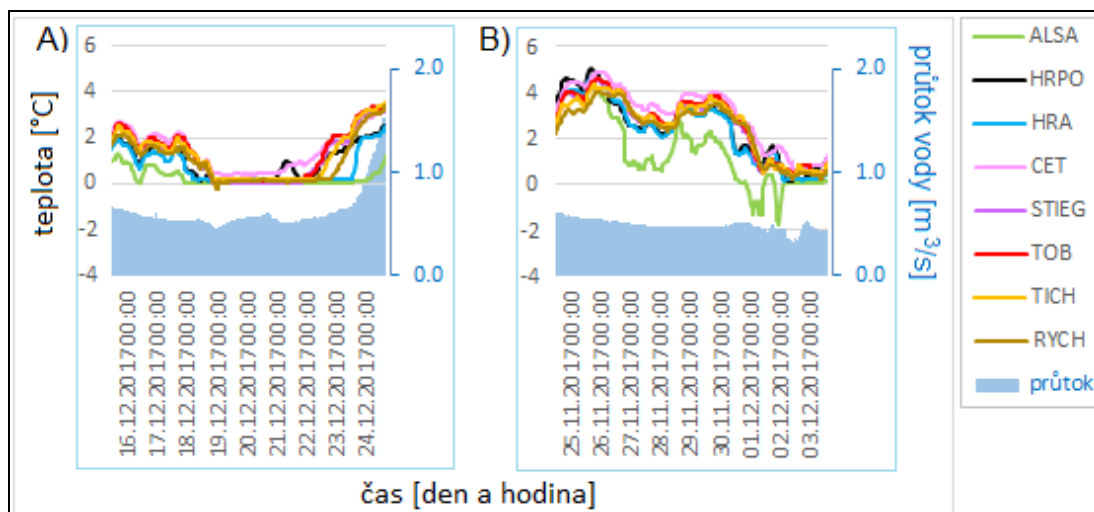 A)
B)
teplota [°C]
6
4
2
0
-2
-4
2.0
1.0
0.0
16.12.2017 00:00
17.12.2017 00:00
18.12.2017 00:00
19.12.2017 00:00
20.12.2017 00:00
21.12.2017 00:00
22.12.2017 00:00
23.12.2017 00:00
24.12.2017 00:00
6
4
2
0
-2
-4
2.0
1.0
0.0
průtok vody [m³/s]
25.11.2017 00:00
26.11.2017 00:00
27.11.2017 00:00
28.11.2017 00:00
29.11.2017 00:00
30.11.2017 00:00
01.12.2017 00:00
02.12.2017 00:00
03.12.2017 00:00
čas [den a hodina]
ALSA
HRPO
HRA
CET
STIEG
TOB
TICH
RYCH
průtok